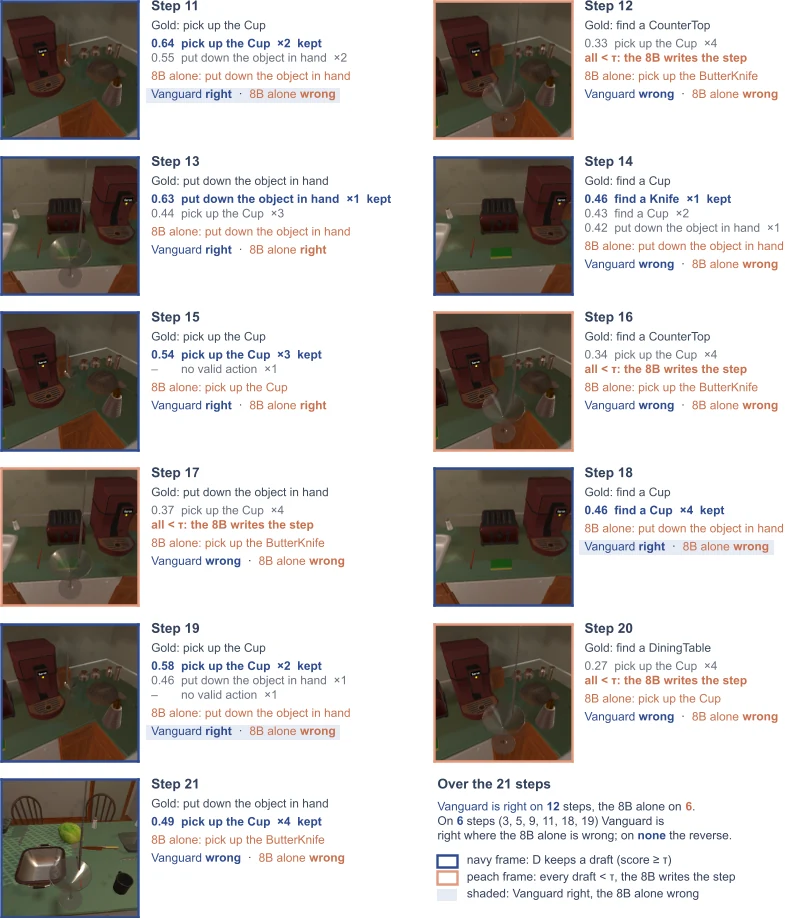 Step 11
Gold: pick up the Cup
0.64 pick up the Cup ×2 kept
0.55 put down the object in hand ×2
8B alone: put down the object in hand
Vanguard right · 8B alone wrong
Step 12
Gold: find a CounterTop
0.33 pick up the Cup ×4
all < τ: the 8B writes the step
8B alone: pick up the ButterKnife
Vanguard wrong · 8B alone wrong
Step 13
Gold: put down the object in hand
0.63 put down the object in hand ×1 kept
0.44 pick up the Cup ×3
8B alone: put down the object in hand
Vanguard right · 8B alone right
Step 14
Gold: find a Cup
0.46 find a Knife ×1 kept
0.43 find a Cup ×2
0.42 put down the object in hand ×1
8B alone: put down the object in hand
Vanguard wrong · 8B alone wrong
Step 15
Gold: pick up the Cup
0.54 pick up the Cup ×3 kept
– no valid action ×1
8B alone: pick up the Cup
Vanguard right · 8B alone right
Step 16
Gold: find a CounterTop
0.34 pick up the Cup ×4
all < τ: the 8B writes the step
8B alone: pick up the ButterKnife
Vanguard wrong · 8B alone wrong
Step 17
Gold: put down the object in hand
0.37 pick up the Cup ×4
all < τ: the 8B writes the step
8B alone: pick up the ButterKnife
Vanguard wrong · 8B alone wrong
Step 18
Gold: find a Cup
0.46 find a Cup ×4 kept
8B alone: put down the object in hand
Vanguard right · 8B alone wrong
Step 19
Gold: pick up the Cup
0.58 pick up the Cup ×2 kept
0.46 put down the object in hand ×1
– no valid action ×1
8B alone: put down the object in hand
Vanguard right · 8B alone wrong
Step 20
Gold: find a DiningTable
0.27 pick up the Cup ×4
all < τ: the 8B writes the step
8B alone: pick up the Cup
Vanguard wrong · 8B alone wrong
Step 21
Gold: put down the object in hand
0.49 pick up the Cup ×4 kept
8B alone: pick up the ButterKnife
Vanguard wrong · 8B alone wrong
Over the 21 steps
Vanguard is right on 12 steps, the 8B alone on 6.
On 6 steps (3, 5, 9, 11, 18, 19) Vanguard is
right where the 8B alone is wrong; on none the reverse.
navy frame: D keeps a draft (score ≥ τ)
peach frame: every draft < τ, the 8B writes the step
shaded: Vanguard right, the 8B alone wrong